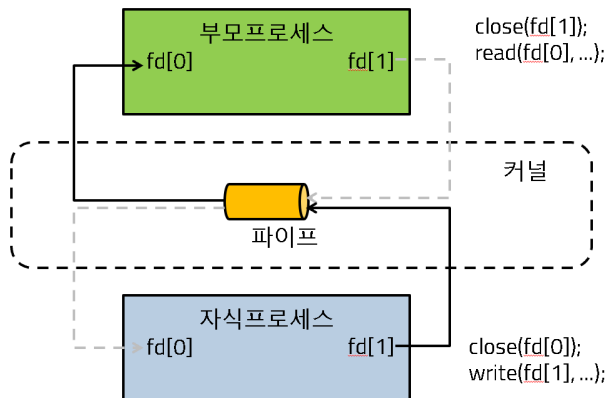 부모프로세스
fd[0]
fd[1]
close(fd[1]);
read(fd[0], ...);
커널
파이프
자식프로세스
fd[0]
fd[1]
close(fd[0]);
write(fd[1], ...);